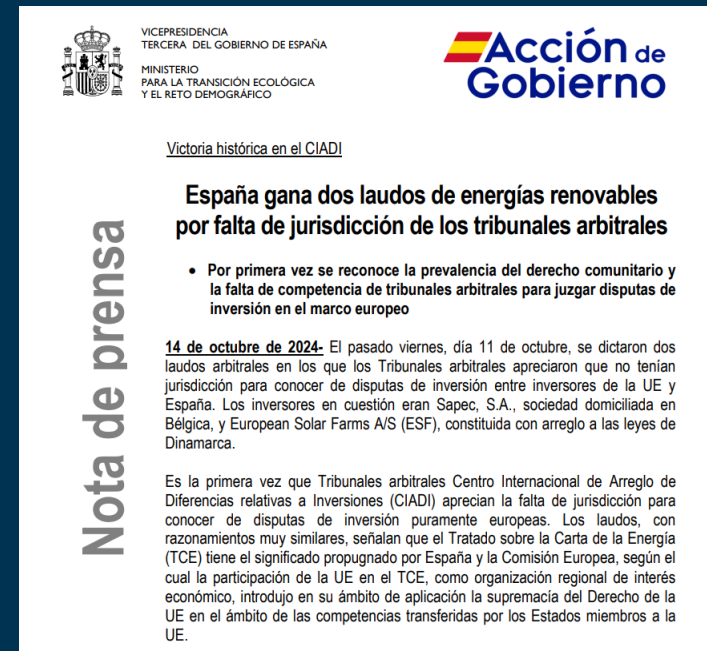 VICEPRESIDENCIA
TERCERA DEL GOBIERNO DE ESPAÑA
MINISTERIO
PARA LA TRANSICIÓN ECOLÓGICA
Y EL RETO DEMOGRÁFICO
Acción de
Gobierno
Nota de prensa
Victoria histórica en el CIADI
España gana dos laudos de energías renovables
por falta de jurisdicción de los tribunales arbitrales
• Por primera vez se reconoce la prevalencia del derecho comunitario y
la falta de competencia de tribunales arbitrales para juzgar disputas de
inversión en el marco europeo
14 de octubre de 2024- El pasado viernes, día 11 de octubre, se dictaron dos
laudos arbitrales en los que los Tribunales arbitrales apreciaron que no tenían
jurisdicción para conocer de disputas de inversión entre inversores de la UE y
España. Los inversores en cuestión eran Sapec, S.A., sociedad domiciliada en
Bélgica, y European Solar Farms A/S (ESF), constituida con arreglo a las leyes de
Dinamarca.
Es la primera vez que Tribunales arbitrales Centro Internacional de Arreglo de
Diferencias relativas a Inversiones (CIADI) aprecian la falta de jurisdicción para
conocer de disputas de inversión puramente europeas. Los laudos, con
razonamientos muy similares, señalan que el Tratado sobre la Carta de la Energía
(TCE) tiene el significado propugnado por España y la Comisión Europea, según el
cual la participación de la UE en el TCE, como organización regional de interés
económico, introdujo en su ámbito de aplicación la supremacía del Derecho de la
UE en el ámbito de las competencias transferidas por los Estados miembros a la
UE.